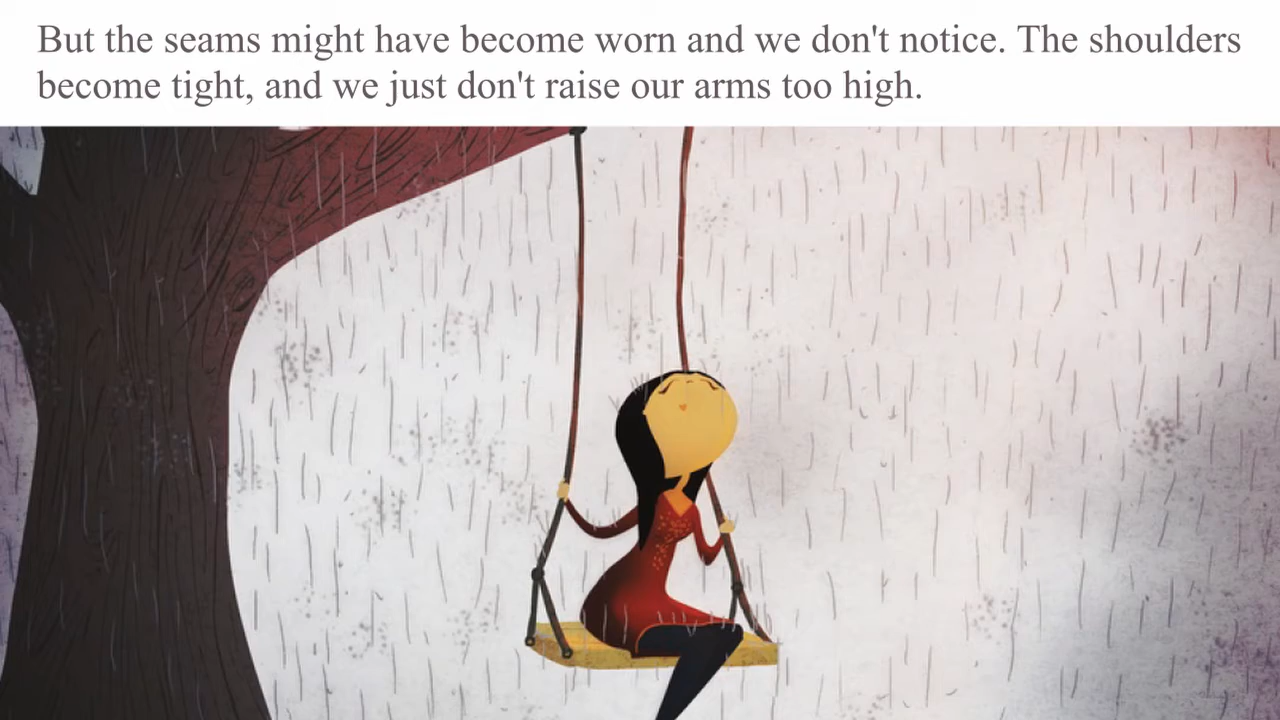 But the seams might have become worn and we don't notice. The shoulders
become tight, and we just don't raise our arms too high.